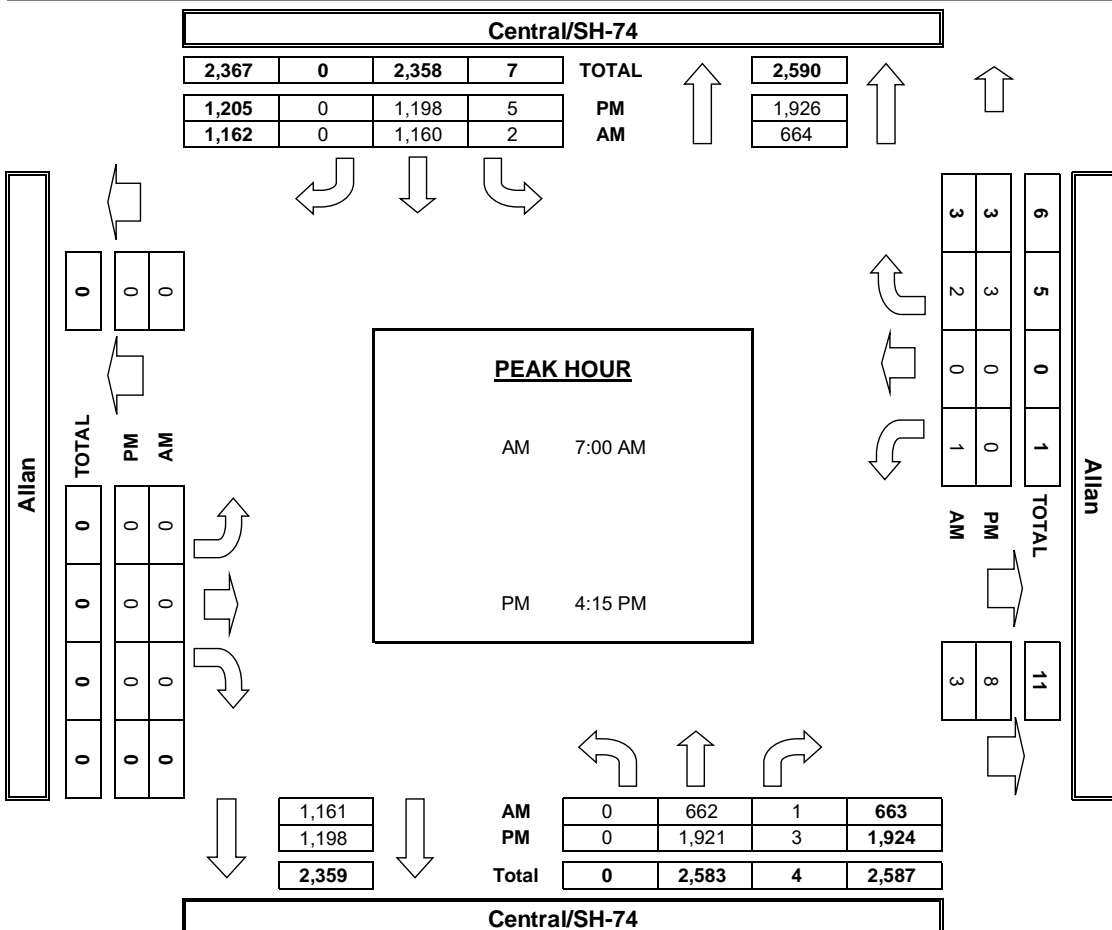 Central/SH-74
2,367 0 2,358 7 TOTAL 2,590
1,205 0 1,198 5 PM 1,926
1,162 0 1,160 2 AM 664
Allan
0 0 0
TOTAL PM AM
0 0 0
0 0 0
0 0 0
0 0 0
PEAK HOUR
AM 7:00 AM
PM 4:15 PM
3 3 6
2 3 5
0 0 0
1 0 1
AM PM TOTAL
3 8 11
Allan
1,161 AM 0 662 1 663
1,198 PM 0 1,921 3 1,924
2,359 Total 0 2,583 4 2,587
Central/SH-74